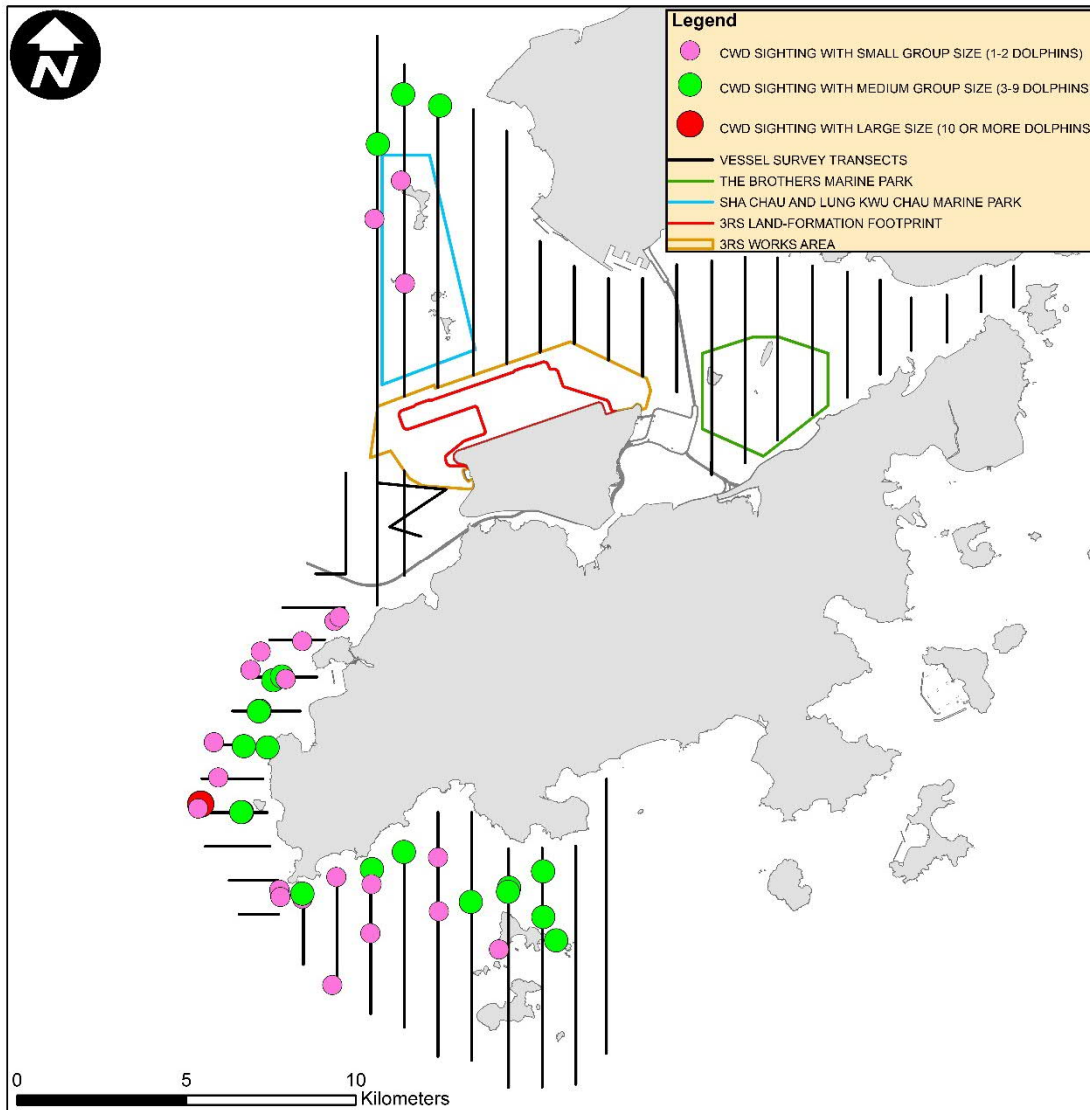 N
Legend
CWD SIGHTING WITH SMALL GROUP SIZE (1-2 DOLPHINS)
CWD SIGHTING WITH MEDIUM GROUP SIZE (3-9 DOLPHINS
CWD SIGHTING WITH LARGE SIZE (10 OR MORE DOLPHINS
VESSEL SURVEY TRANSECTS
THE BROTHERS MARINE PARK
SHA CHAU AND LUNG KWU CHAU MARINE PARK
3RS LAND-FORMATION FOOTPRINT
3RS WORKS AREA
0 5 10
Kilometers